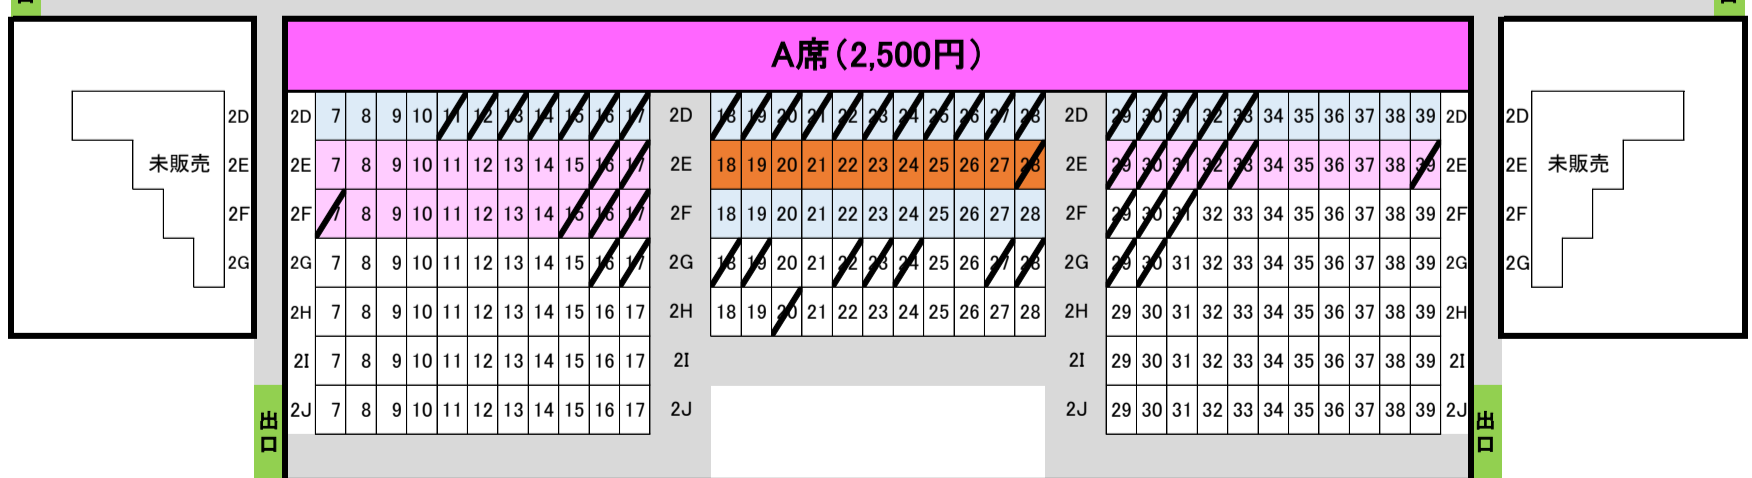 A席(2,500円)
2D 2D 7 8 9 10 11 12 13 14 15 16 17 2D 18 19 20 21 22 23 24 25 26 27 28 2D 29 30 31 32 33 34 35 36 37 38 39 2D 2D
未販売 2E 2E 7 8 9 10 11 12 13 14 15 16 17 2E 18 19 20 21 22 23 24 25 26 27 28 2E 29 30 31 32 33 34 35 36 37 38 39 2E 2E 未販売
2F 2F 7 8 9 10 11 12 13 14 15 16 17 2F 18 19 20 21 22 23 24 25 26 27 28 2F 29 30 31 32 33 34 35 36 37 38 39 2F 2F
2G 2G 7 8 9 10 11 12 13 14 15 16 17 2G 18 19 20 21 22 23 24 25 26 27 28 2G 29 30 31 32 33 34 35 36 37 38 39 2G 2G
2H 7 8 9 10 11 12 13 14 15 16 17 2H 18 19 20 21 22 23 24 25 26 27 28 2H 29 30 31 32 33 34 35 36 37 38 39 2H
2I 7 8 9 10 11 12 13 14 15 16 17 2I 2I 29 30 31 32 33 34 35 36 37 38 39 2I
出口 2J 7 8 9 10 11 12 13 14 15 16 17 2J 2J 29 30 31 32 33 34 35 36 37 38 39 2J 出口